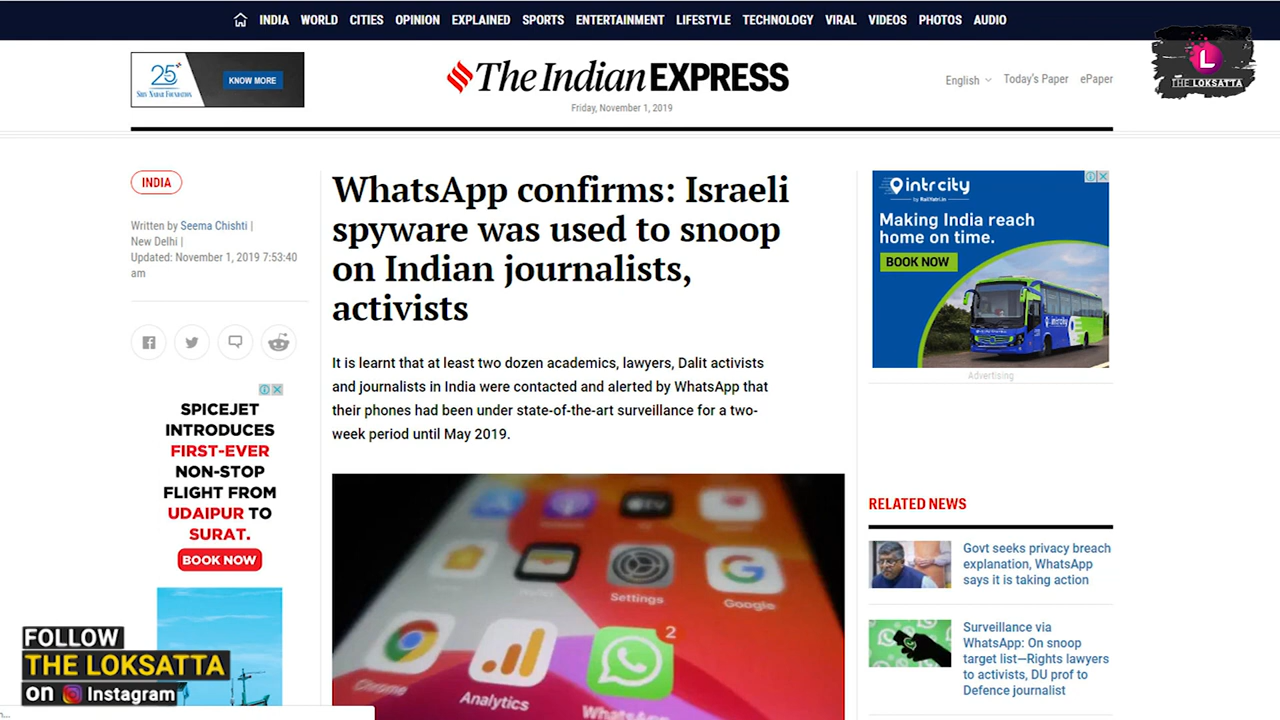 INDIA WORLD CITIES OPINION EXPLAINED SPORTS ENTERTAINMENT LIFESTYLE TECHNOLOGY VIRAL VIDEOS PHOTOS AUDIO
25
SHIV NADAR FOUNDATION
KNOW MORE
The Indian EXPRESS
Friday, November 1, 2019
English
Today's Paper
ePaper
L
THE LOKSATTA
INDIA
Written by Seema Chishti |
New Delhi |
Updated: November 1, 2019 7:53:40
am
WhatsApp confirms: Israeli
spyware was used to snoop
on Indian journalists,
activists
It is learnt that at least two dozen academics, lawyers, Dalit activists
and journalists in India were contacted and alerted by WhatsApp that
their phones had been under state-of-the-art surveillance for a two-
week period until May 2019.
Settings
Google
Chrome
Analytics
WhatsApp
2
SPICEJET
INTRODUCES
FIRST-EVER
NON-STOP
FLIGHT FROM
UDAIPUR TO
SURAT.
BOOK NOW
FOLLOW
THE LOKSATTA
on Instagram
intrcity
by RailYatri.in
Making India reach
home on time.
BOOK NOW
intrcity
Advertising
RELATED NEWS
Govt seeks privacy breach
explanation, WhatsApp
says it is taking action
Surveillance via
WhatsApp: On snoop
target list—Rights lawyers
to activists, DU prof to
Defence journalist